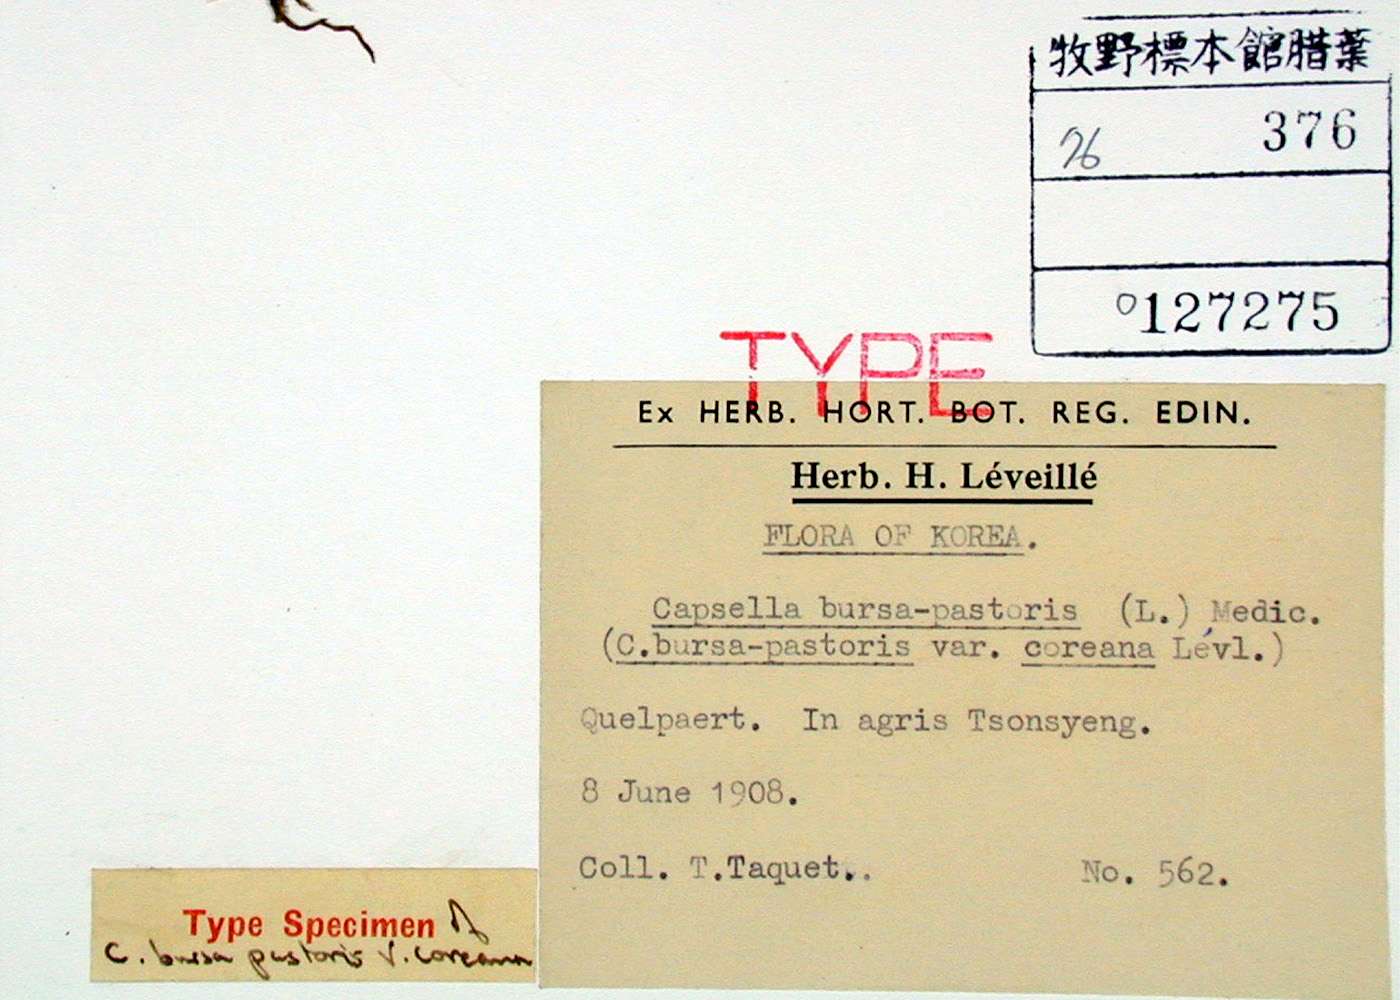 牧野標本館腊葉
26 376
0127275
TYPE
Ex HERB. HORT. BOT. REG. EDIN.
Herb. H. Léveillé
FLORA OF KOREA.
Capsella bursa-pastoris (L.) Medic.
(C.bursa-pastoris var. coreana Lévl.)
Quelpaert. In agris Tsonsyeng.
8 June 1908.
Coll. T.Taquet.. No. 562.
Type Specimen of
C. bursa pastoris v. coreana